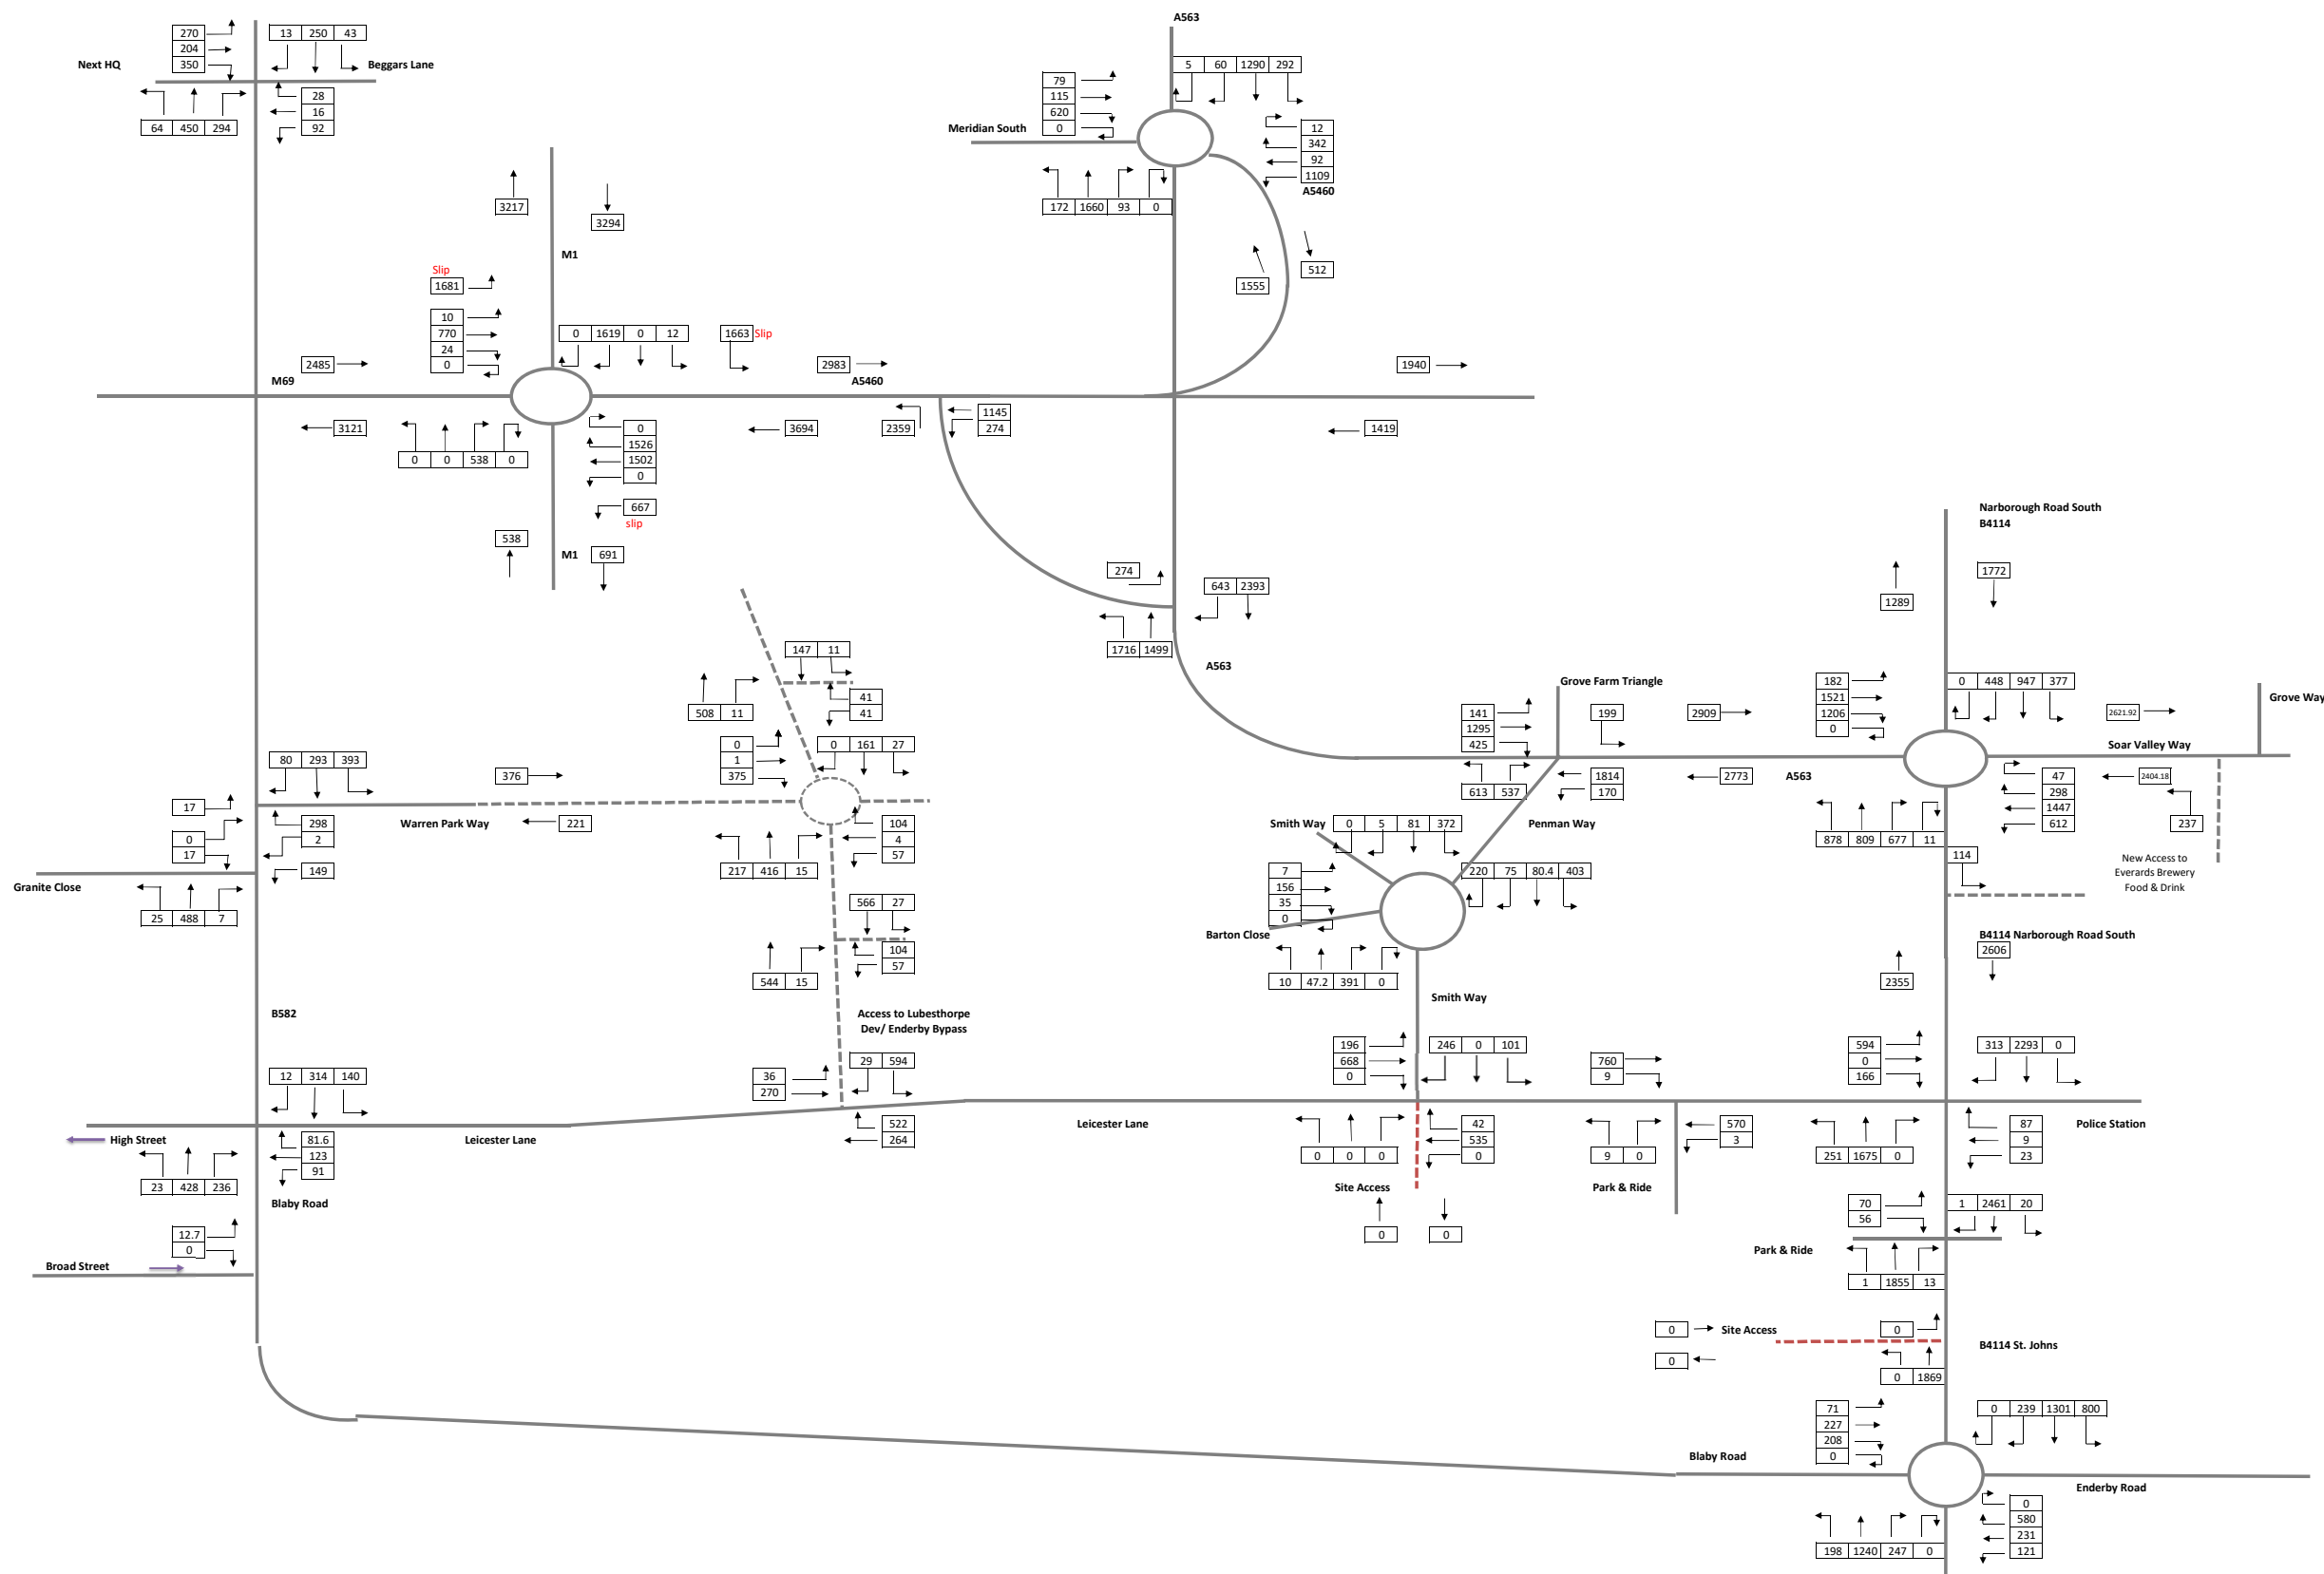 A563
270
204
350
13 250 43
Next HQ
Beggars Lane
28
16
92
64 450 294
79
115
620
0
5 60 1290 292
Meridian South
12
342
92
1109
A5460
172 1660 93 0
3217
3294
M1
1555
512
Slip
1681
10
770
24
0
0 1619 0 12
1663 Slip
2485
2983
1940
M69
A5460
3121
0 0 538 0
0
1526
1502
0
3694
2359
1145
274
1419
667
slip
538
M1
691
Narborough Road South
B4114
274
643 2393
1289
1772
1716 1499
A563
147 11
508 11
41
41
Grove Farm Triangle
141
1295
425
199
2909
182
1521
1206
0
0 448 947 377
2621.92
Grove Way
Soar Valley Way
80 293 393
376
0
1
375
0 161 27
613 537
1814
170
2773
A563
47
298
1447
612
2404.18
237
17
0
17
Warren Park Way
221
298
2
149
104
4
57
217 416 15
Smith Way
0 5 81 372
Penman Way
878 809 677 11
114
New Access to
Everards Brewery
Food & Drink
Granite Close
25 488 7
7
156
35
0
220 75 80.4 403
566 27
Barton Close
B4114 Narborough Road South
2606
104
57
544 15
10 47.2 391 0
2355
Smith Way
B582
Access to Lubesthorpe
Dev/ Enderby Bypass
12 314 140
36
270
29 594
196
668
0
246 0 101
760
9
594
0
166
313 2293 0
High Street
Leicester Lane
522
264
Leicester Lane
42
535
0
570
3
87
9
23
Police Station
81.6
123
91
0 0 0
9 0
251 1675 0
23 428 236
Blaby Road
Site Access
Park & Ride
0
0
70
56
1 2461 20
12.7
0
Broad Street
Park & Ride
1 1855 13
0
Site Access
0
B4114 St. Johns
0
0 1869
71
227
208
0
0 239 1301 800
Blaby Road
Enderby Road
0
580
231
121
198 1240 247 0